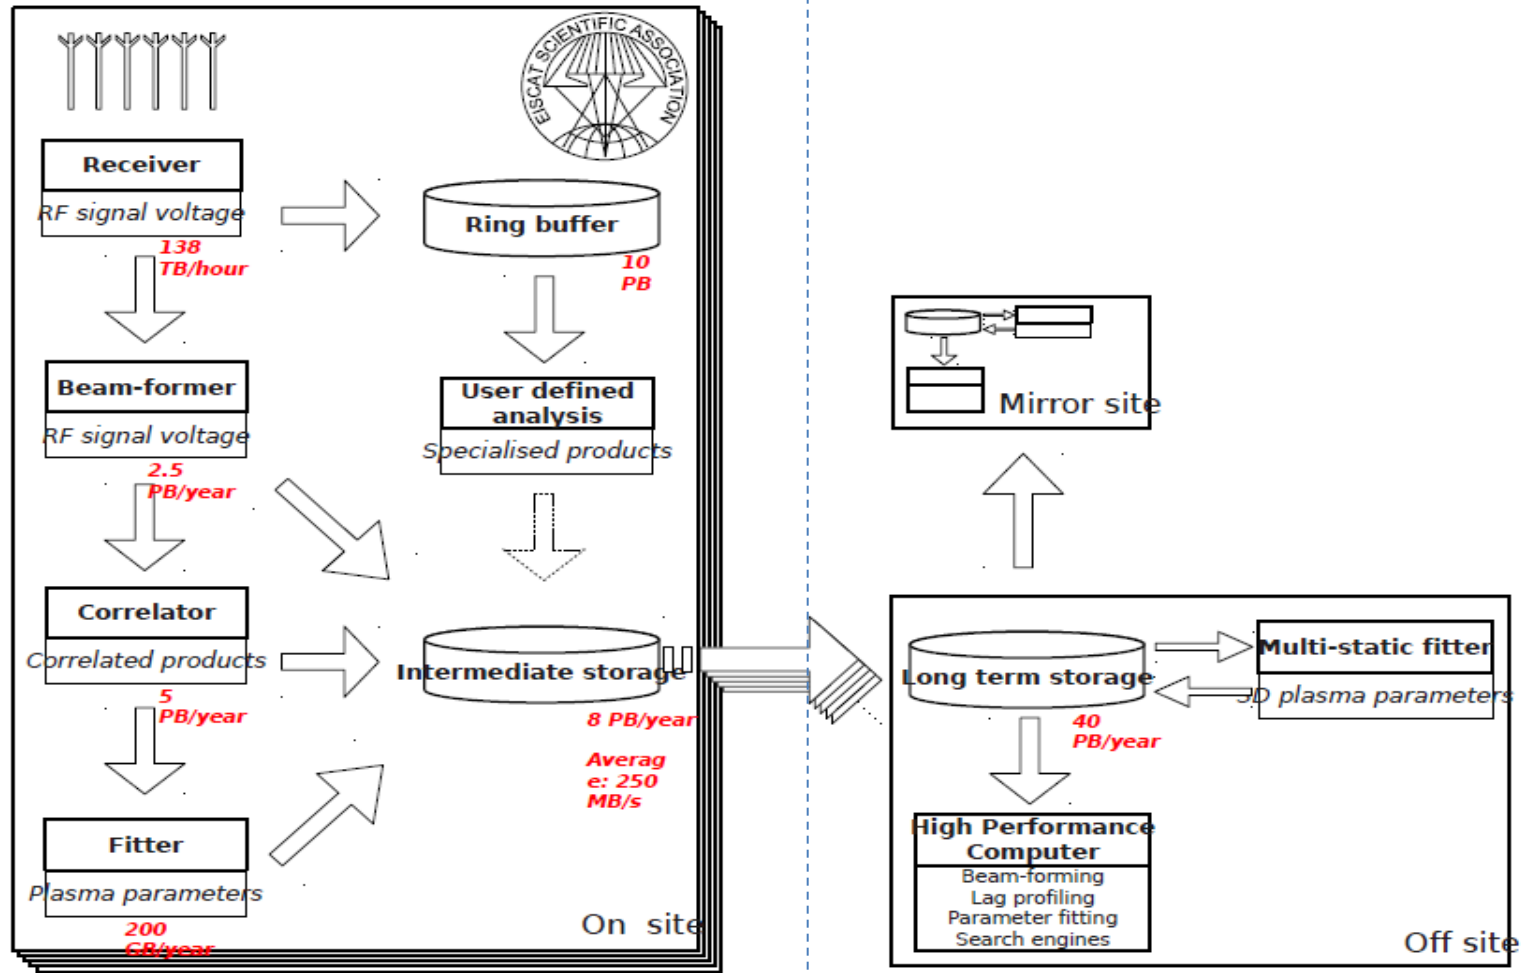 EISCAT SCIENTIFIC ASSOCIATION
Receiver
RF signal voltage
138
TB/hour
Ring buffer
10
PB
Beam-former
RF signal voltage
2.5
PB/year
User defined
analysis
Specialised products
Correlator
Correlated products
5
PB/year
Intermediate storage
8 PB/year
Averag
e: 250
MB/s
Fitter
Plasma parameters
200
GB/year
On site
Mirror site
Long term storage
40
PB/year
Multi-static fitter
3D plasma parameters
High Performance
Computer
Beam-forming
Lag profiling
Parameter fitting
Search engines
Off site